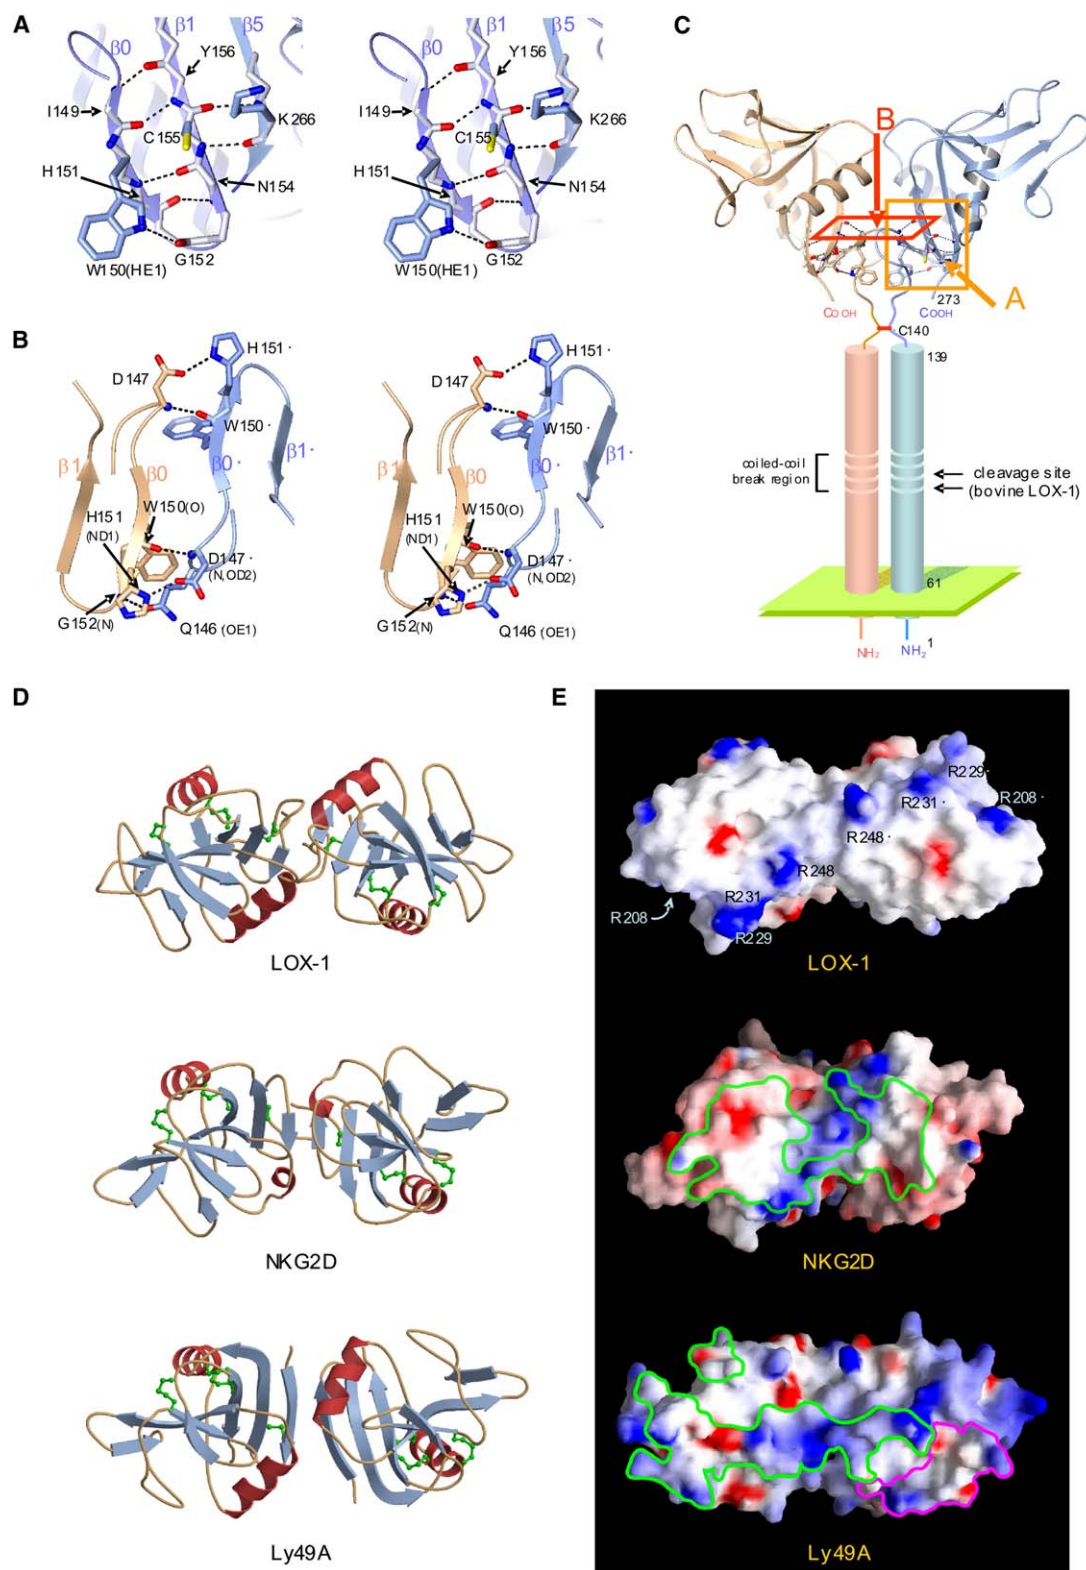 A
β0
β1
β5
Y156
I149
C155
K266
H151
N154
G152
W150(HE1)
β0
β1
β5
Y156
I149
C155
K266
H151
N154
G152
W150(HE1)
B
H151·
D147
W150·
β1
β0
β0·
β1·
H151
(ND1)
W150(O)
D147·
(N,OD2)
G152(N)
Q146 (OE1)
H151·
D147
W150·
β1
β0
β0·
β1·
H151
(ND1)
W150(O)
D147·
(N,OD2)
G152(N)
Q146 (OE1)
C
B
A
273
COOH
COOH
C140
139
coiled-coil
break region
cleavage site
(bovine LOX-1)
61
NH2
NH2
1
D
LOX-1
NKG2D
Ly49A
E
R229·
R231·
R208·
R248·
R248
R231
R208
R229
LOX-1
NKG2D
Ly49A